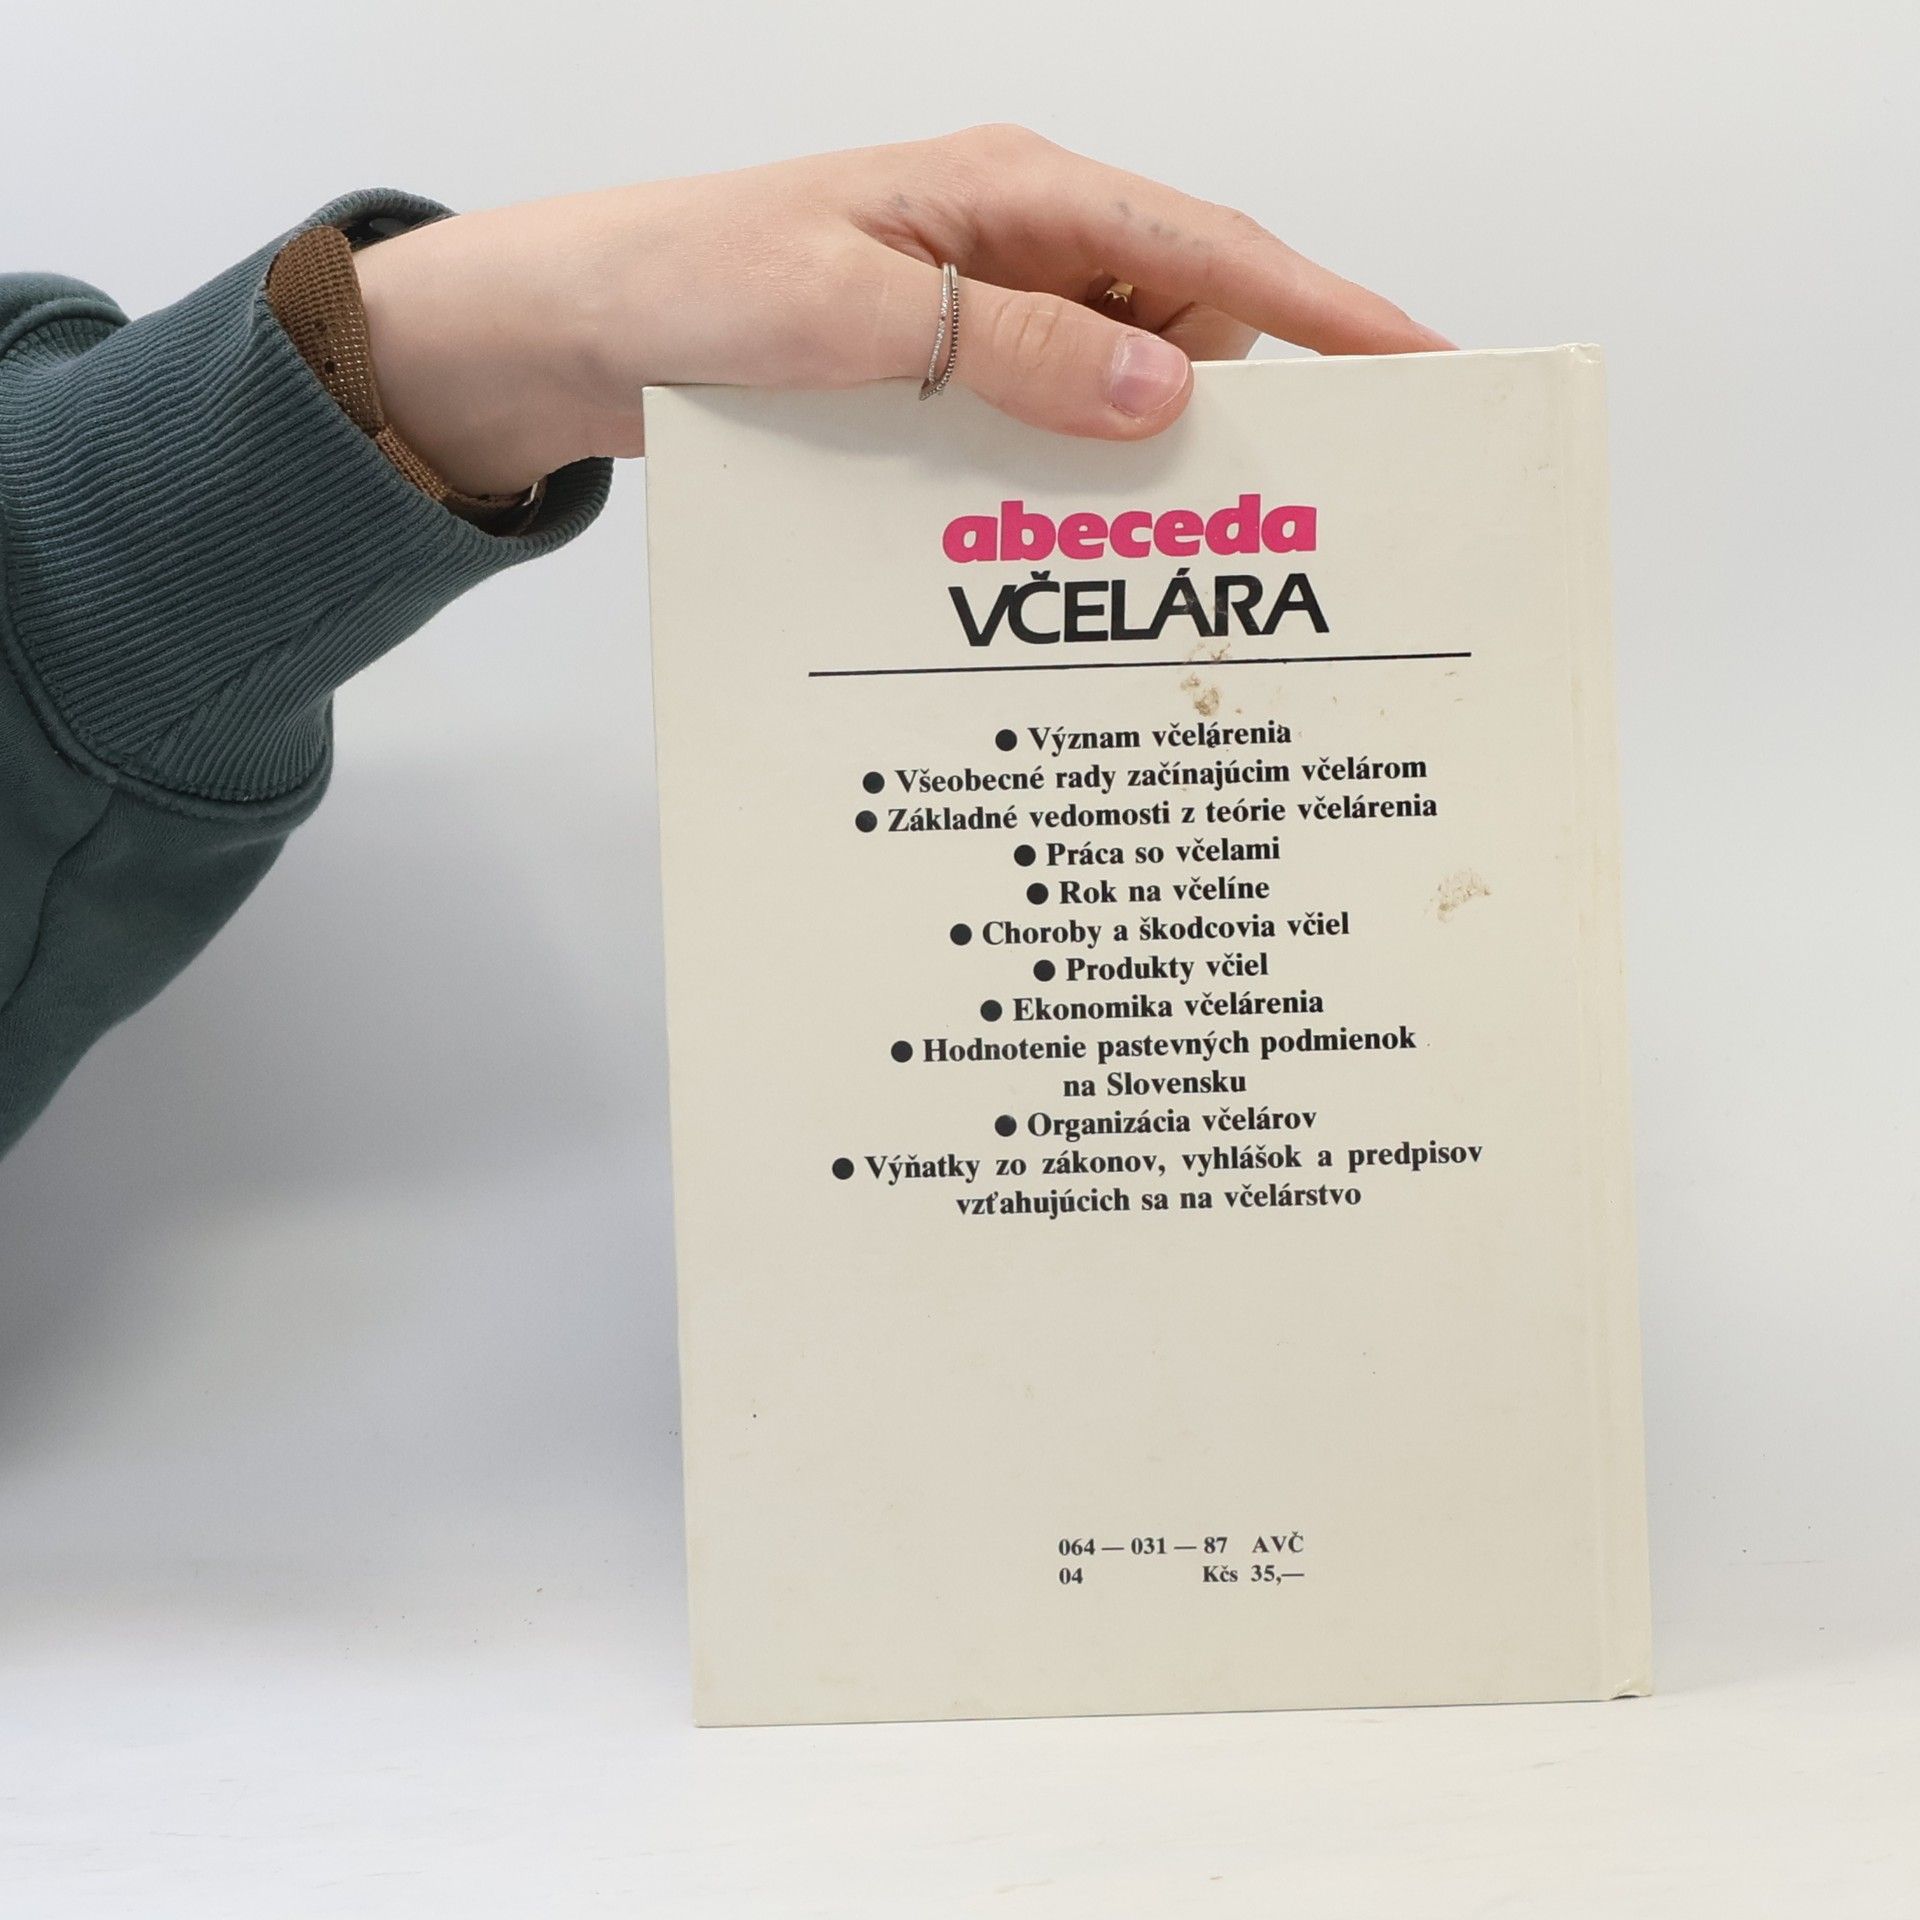 abeceda
VČELÁRA
● Význam včelárenia
● Všeobecné rady začínajúcim včelárom
● Základné vedomosti z teórie včelárenia
● Práca so včelami
● Rok na včelíne
● Choroby a škodcovia včiel
● Produkty včiel
● Ekonomika včelárenia
● Hodnotenie pastevných podmienok
na Slovensku
● Organizácia včelárov
● Výňatky zo zákonov, vyhlášok a predpisov
vzťahujúcich sa na včelárstvo
064 — 031 — 87 AVČ
04 Kčs 35,—